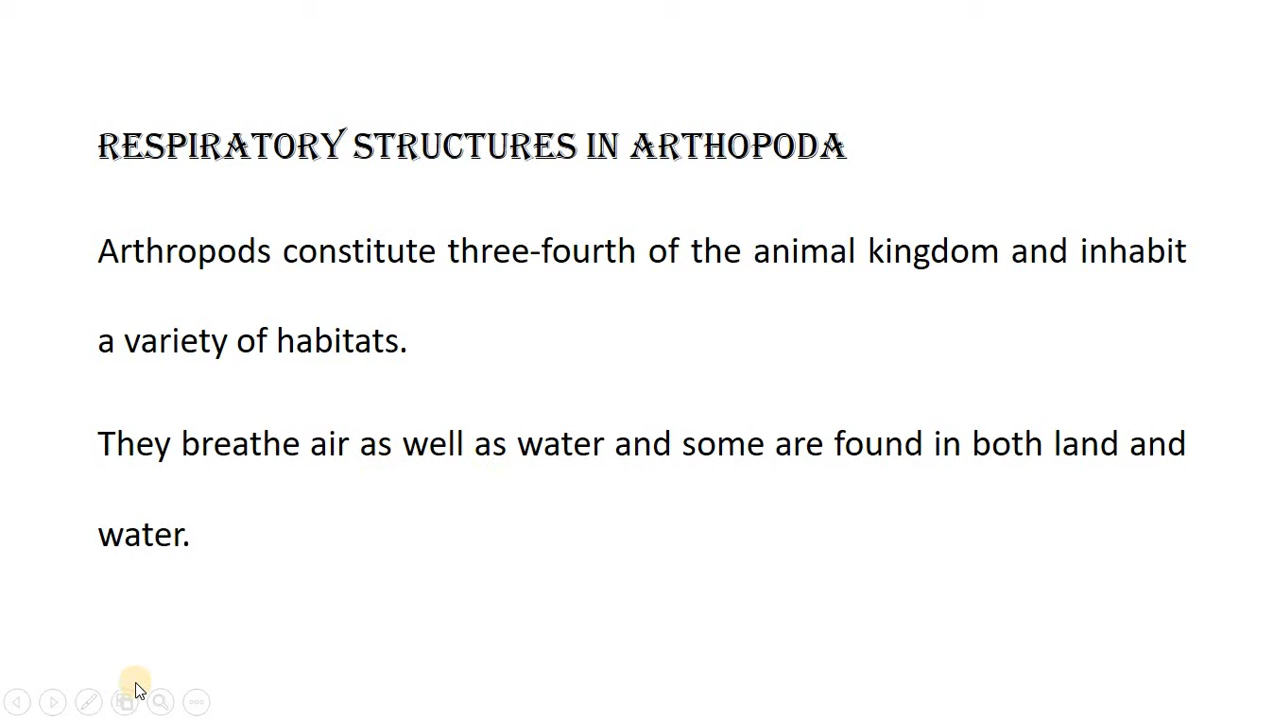 RESPIRATORY STRUCTURES IN ARTHOPODA
Arthropods constitute three-fourth of the animal kingdom and inhabit
a variety of habitats.
They breathe air as well as water and some are found in both land and
water.